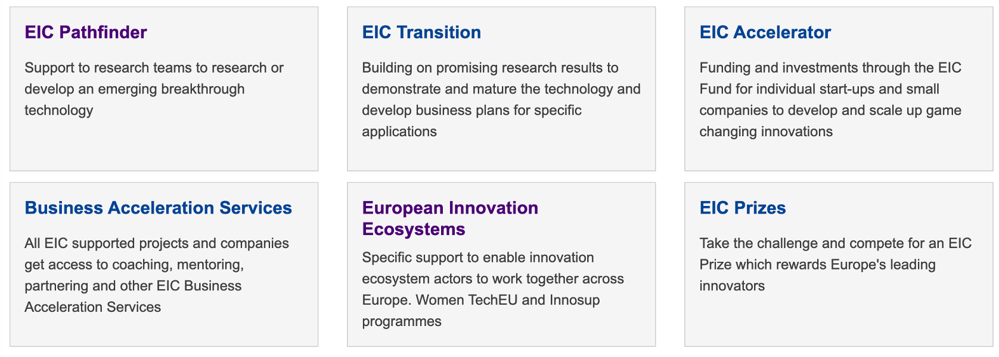 EIC Pathfinder
Support to research teams to research or
develop an emerging breakthrough
technology
EIC Transition
Building on promising research results to
demonstrate and mature the technology and
develop business plans for specific
applications
EIC Accelerator
Funding and investments through the EIC
Fund for individual start-ups and small
companies to develop and scale up game
changing innovations
Business Acceleration Services
All EIC supported projects and companies
get access to coaching, mentoring,
partnering and other EIC Business
Acceleration Services
European Innovation
Ecosystems
Specific support to enable innovation
ecosystem actors to work together across
Europe. Women TechEU and Innosup
programmes
EIC Prizes
Take the challenge and compete for an EIC
Prize which rewards Europe's leading
innovators